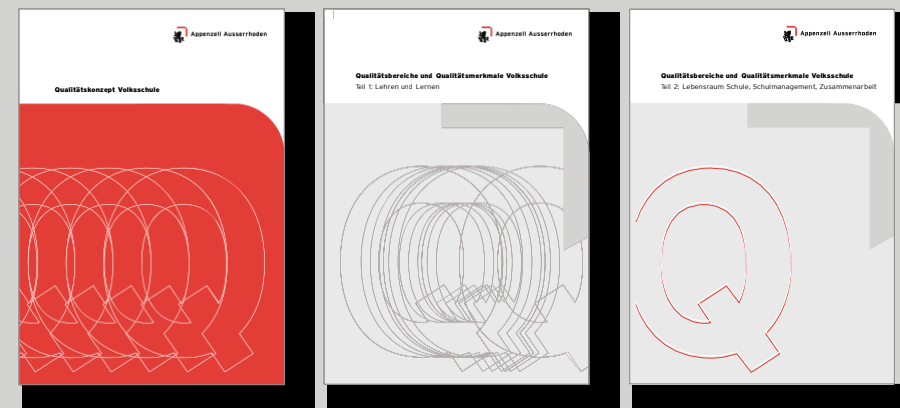 Appenzell Ausserrhoden
Qualitätskonzept Volksschule
Appenzell Ausserrhoden
Qualitätsbereiche und Qualitätsmerkmale Volksschule
Teil 1: Lehren und Lernen
Appenzell Ausserrhoden
Qualitätsbereiche und Qualitätsmerkmale Volksschule
Teil 2: Lebensraum Schule, Schulmanagement, Zusammenarbeit